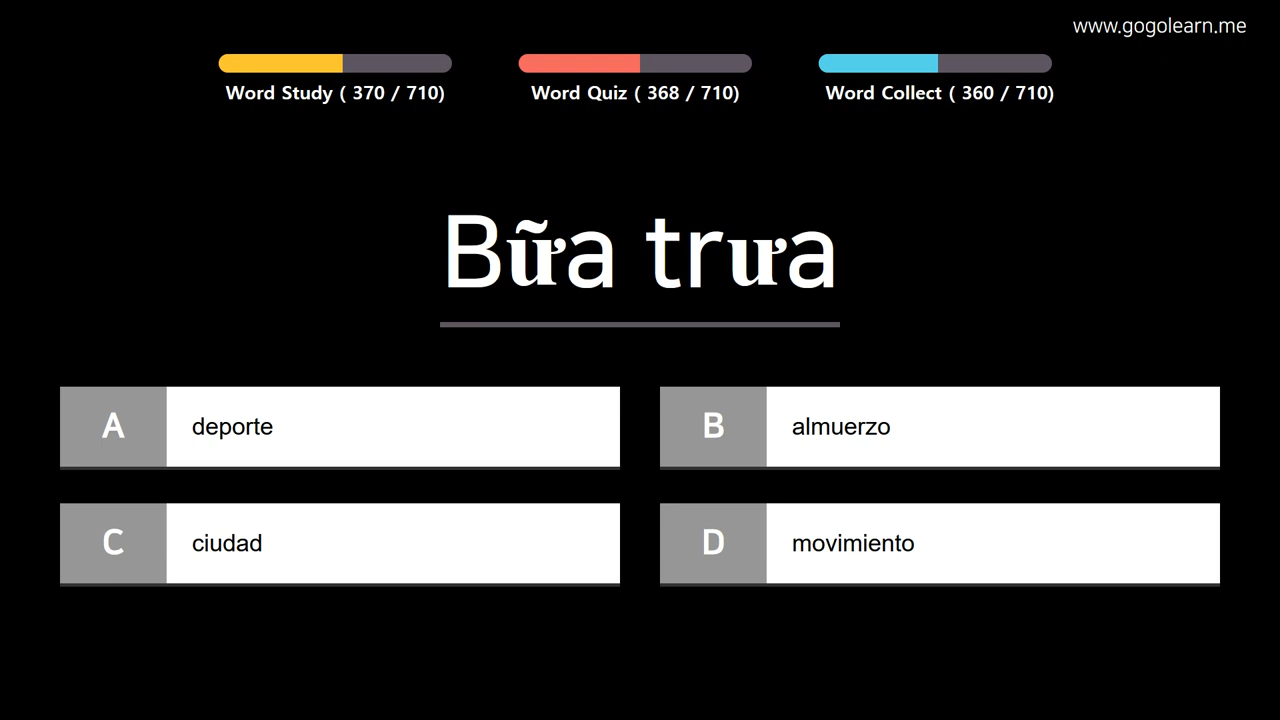 www.gogolearn.me
Word Study ( 370 / 710)
Word Quiz ( 368 / 710)
Word Collect ( 360 / 710)
Bữa trưa
A deporte
B almuerzo
C ciudad
D movimiento